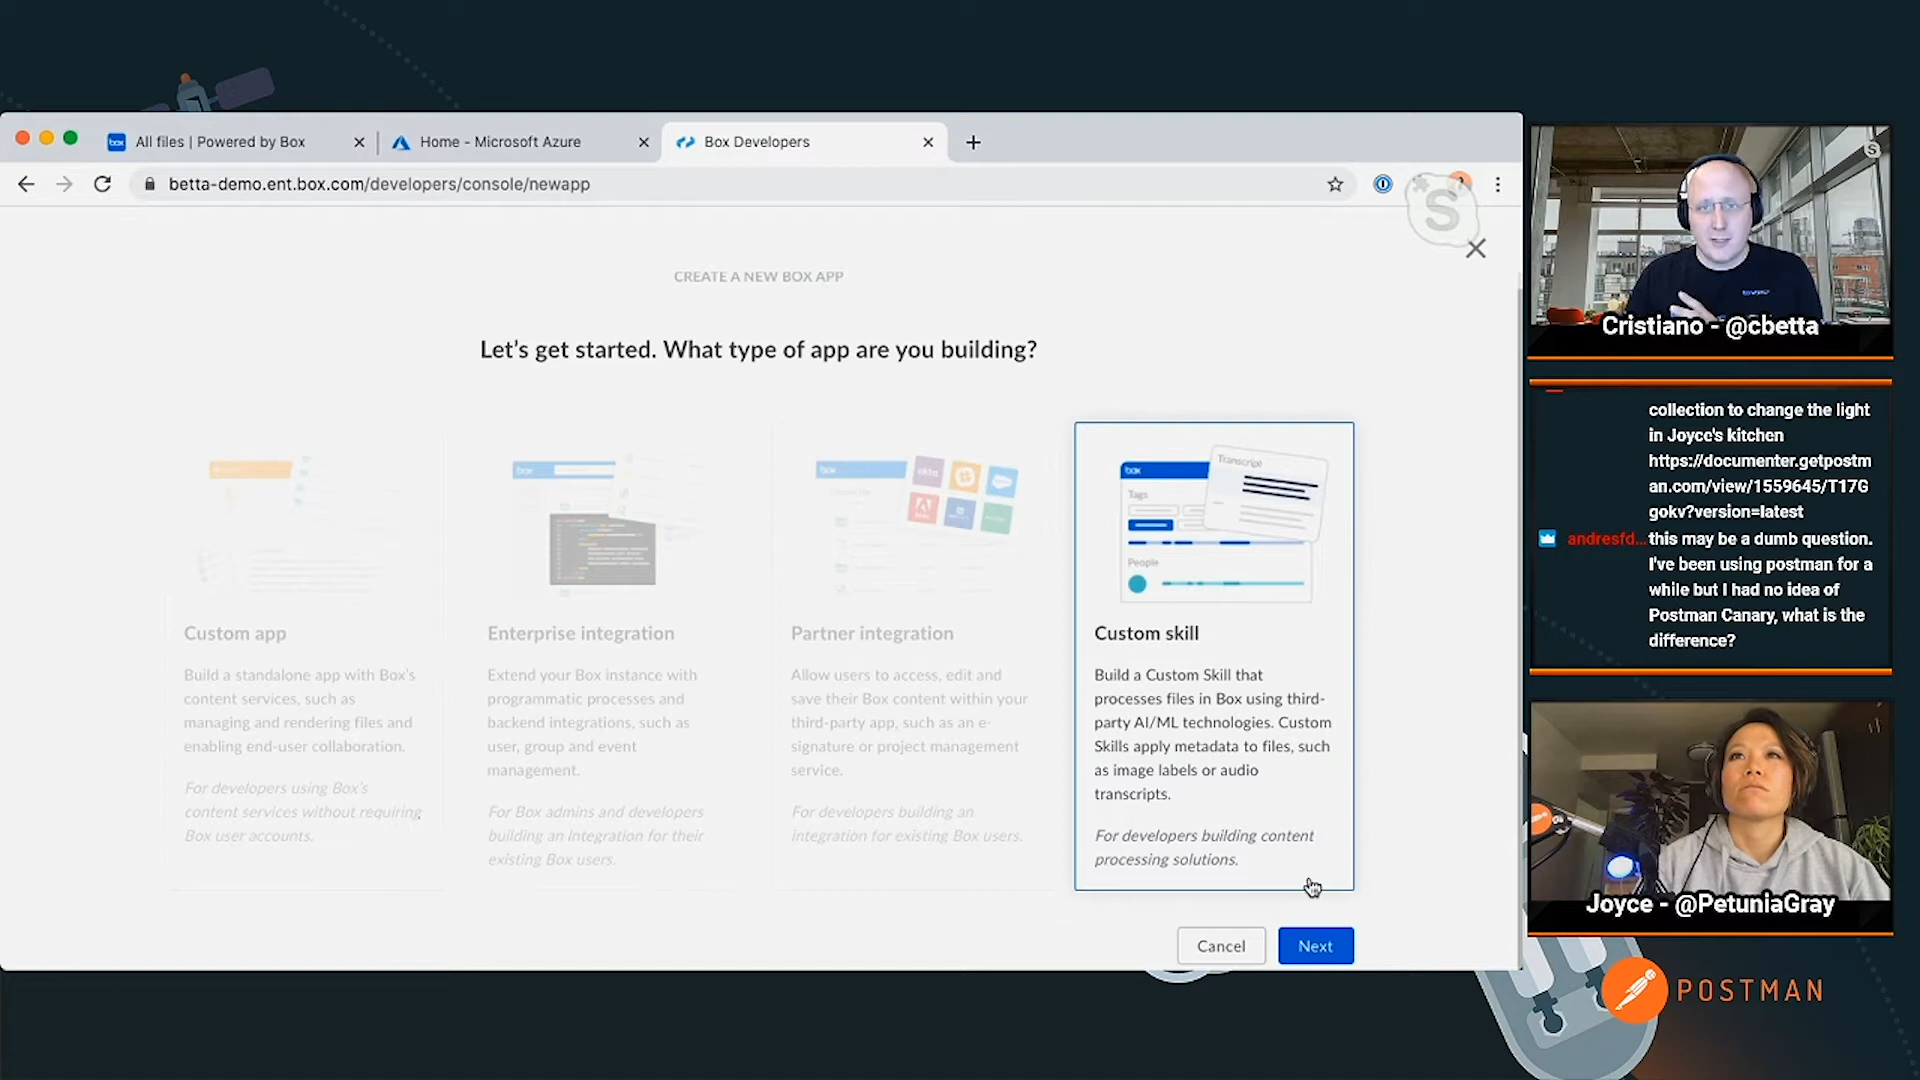 All files | Powered by Box
Home - Microsoft Azure
Box Developers
betta-demo.ent.box.com/developers/console/newapp
S
CREATE A NEW BOX APP
Let's get started. What type of app are you building?
Custom app
Build a standalone app with Box's
content services, such as
managing and rendering files and
enabling end-user collaboration.
For developers using Box's
content services without requiring
Box user accounts.
box
Enterprise integration
Extend your Box instance with
programmatic processes and
backend integrations, such as
user, group and event
management.
For Box admins and developers
building an integration for their
existing Box users.
box
okta
Partner integration
Allow users to access, edit and
save their Box content within your
third-party app, such as an e-
signature or project management
service.
For developers building an
integration for existing Box users.
box
Transcript
Tags
People
Custom skill
Build a Custom Skill that
processes files in Box using third-
party AI/ML technologies. Custom
Skills apply metadata to files, such
as image labels or audio
transcripts.
For developers building content
processing solutions.
Cancel
Next
S
Cristiano - @cbetta
collection to change the light
in Joyce's kitchen
https://documenter.getpostm
an.com/view/1559645/T17G
gokv?version=latest
andresfd... this may be a dumb question.
I've been using postman for a
while but I had no idea of
Postman Canary, what is the
difference?
Joyce - @PetuniaGray
POSTMAN